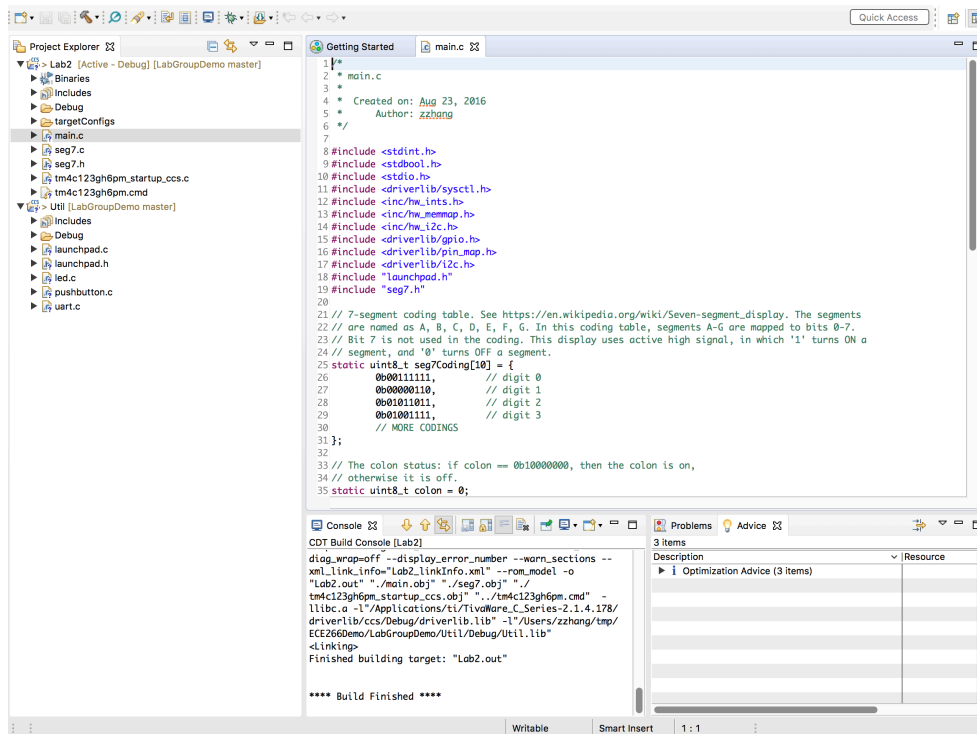 Quick Access
Project Explorer
> Lab2 [Active - Debug] [LabGroupDemo master]
Binaries
Includes
Debug
targetConfigs
main.c
seg7.c
seg7.h
tm4c123gh6pm_startup_ccs.c
tm4c123gh6pm.cmd
> Util [LabGroupDemo master]
Includes
Debug
launchpad.c
launchpad.h
led.c
pushbutton.c
uart.c
Getting Started
main.c
1 /*
2 * main.c
3 *
4 * Created on: Aug 23, 2016
5 * Author: zzhang
6 */
7
8 #include <stdint.h>
9 #include <stdbool.h>
10 #include <stdio.h>
11 #include <driverlib/sysctl.h>
12 #include <inc/hw_ints.h>
13 #include <inc/hw_memmap.h>
14 #include <inc/hw_i2c.h>
15 #include <driverlib/gpio.h>
16 #include <driverlib/pin_map.h>
17 #include <driverlib/i2c.h>
18 #include "launchpad.h"
19 #include "seg7.h"
20
21 // 7-segment coding table. See https://en.wikipedia.org/wiki/Seven-segment_display. The segments
22 // are named as A, B, C, D, E, F, G. In this coding table, segments A-G are mapped to bits 0-7.
23 // Bit 7 is not used in the coding. This display uses active high signal, in which '1' turns ON a
24 // segment, and '0' turns OFF a segment.
25 static uint8_t seg7Coding[10] = {
26 0b00111111, // digit 0
27 0b00000110, // digit 1
28 0b01011011, // digit 2
29 0b01001111, // digit 3
30 // MORE CODINGS
31 };
32
33 // The colon status: if colon == 0b10000000, then the colon is on,
34 // otherwise it is off.
35 static uint8_t colon = 0;
Console
CDT Build Console [Lab2]
diag_wrap=off --display_error_number --warn_sections --
xml_link_info="Lab2_linkInfo.xml" --rom_model -o
"Lab2.out" "./main.obj" "./seg7.obj" "./
tm4c123gh6pm_startup_ccs.obj" "../tm4c123gh6pm.cmd" -
llibc.a -l"/Applications/ti/TivaWare_C_Series-2.1.4.178/
driverlib/ccs/Debug/driverlib.lib" -l"/Users/zzhang/tmp/
ECE266Demo/LabGroupDemo/Util/Debug/Util.lib"
<Linking>
Finished building target: "Lab2.out"
**** Build Finished ****
Problems
Advice
3 items
Description
Resource
i Optimization Advice (3 items)
Writable
Smart Insert
1 : 1